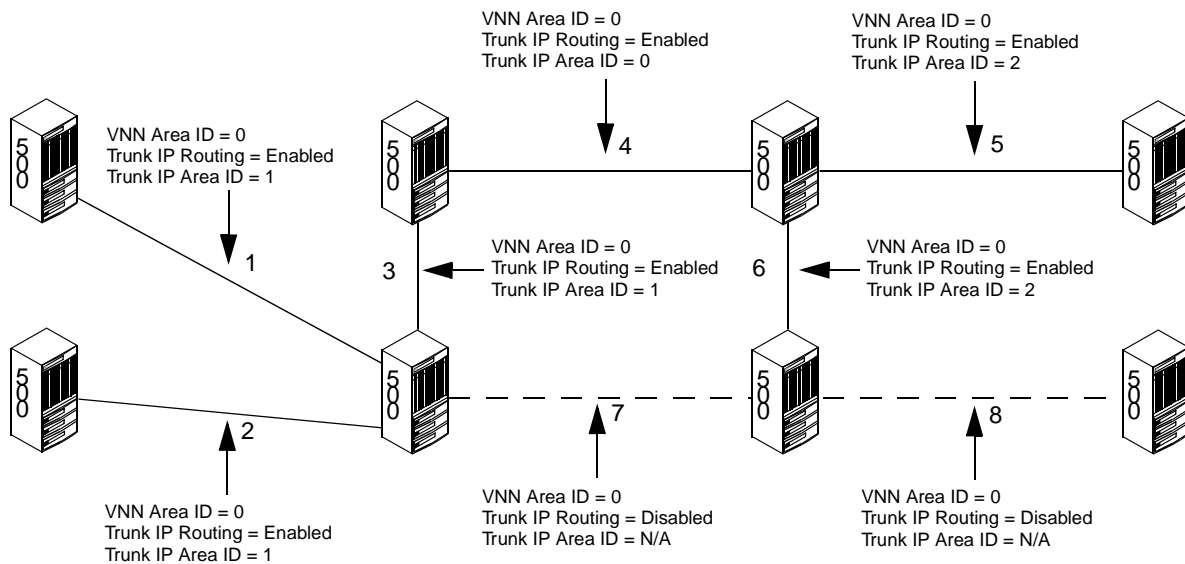 VNN Area ID = 0
Trunk IP Routing = Enabled
Trunk IP Area ID = 0
4
VNN Area ID = 0
Trunk IP Routing = Enabled
Trunk IP Area ID = 2
5
VNN Area ID = 0
Trunk IP Routing = Enabled
Trunk IP Area ID = 1
1
500
500
500
500
3
VNN Area ID = 0
Trunk IP Routing = Enabled
Trunk IP Area ID = 1
6
VNN Area ID = 0
Trunk IP Routing = Enabled
Trunk IP Area ID = 2
500
500
500
500
2
7
8
VNN Area ID = 0
Trunk IP Routing = Enabled
Trunk IP Area ID = 1
VNN Area ID = 0
Trunk IP Routing = Disabled
Trunk IP Area ID = N/A
VNN Area ID = 0
Trunk IP Routing = Disabled
Trunk IP Area ID = N/A